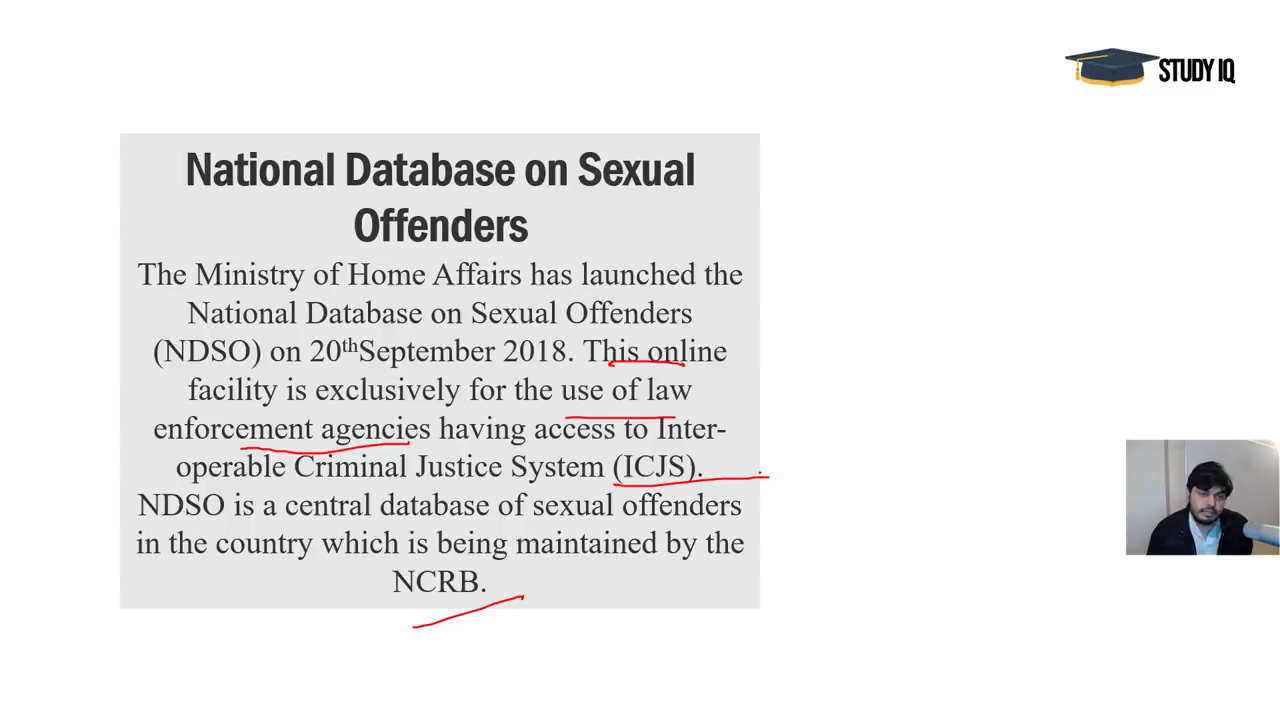 STUDY IQ
National Database on Sexual
Offenders
The Ministry of Home Affairs has launched the
National Database on Sexual Offenders
(NDSO) on 20thSeptember 2018. This online
facility is exclusively for the use of law
enforcement agencies having access to Inter-
operable Criminal Justice System (ICJS).
NDSO is a central database of sexual offenders
in the country which is being maintained by the
NCRB.